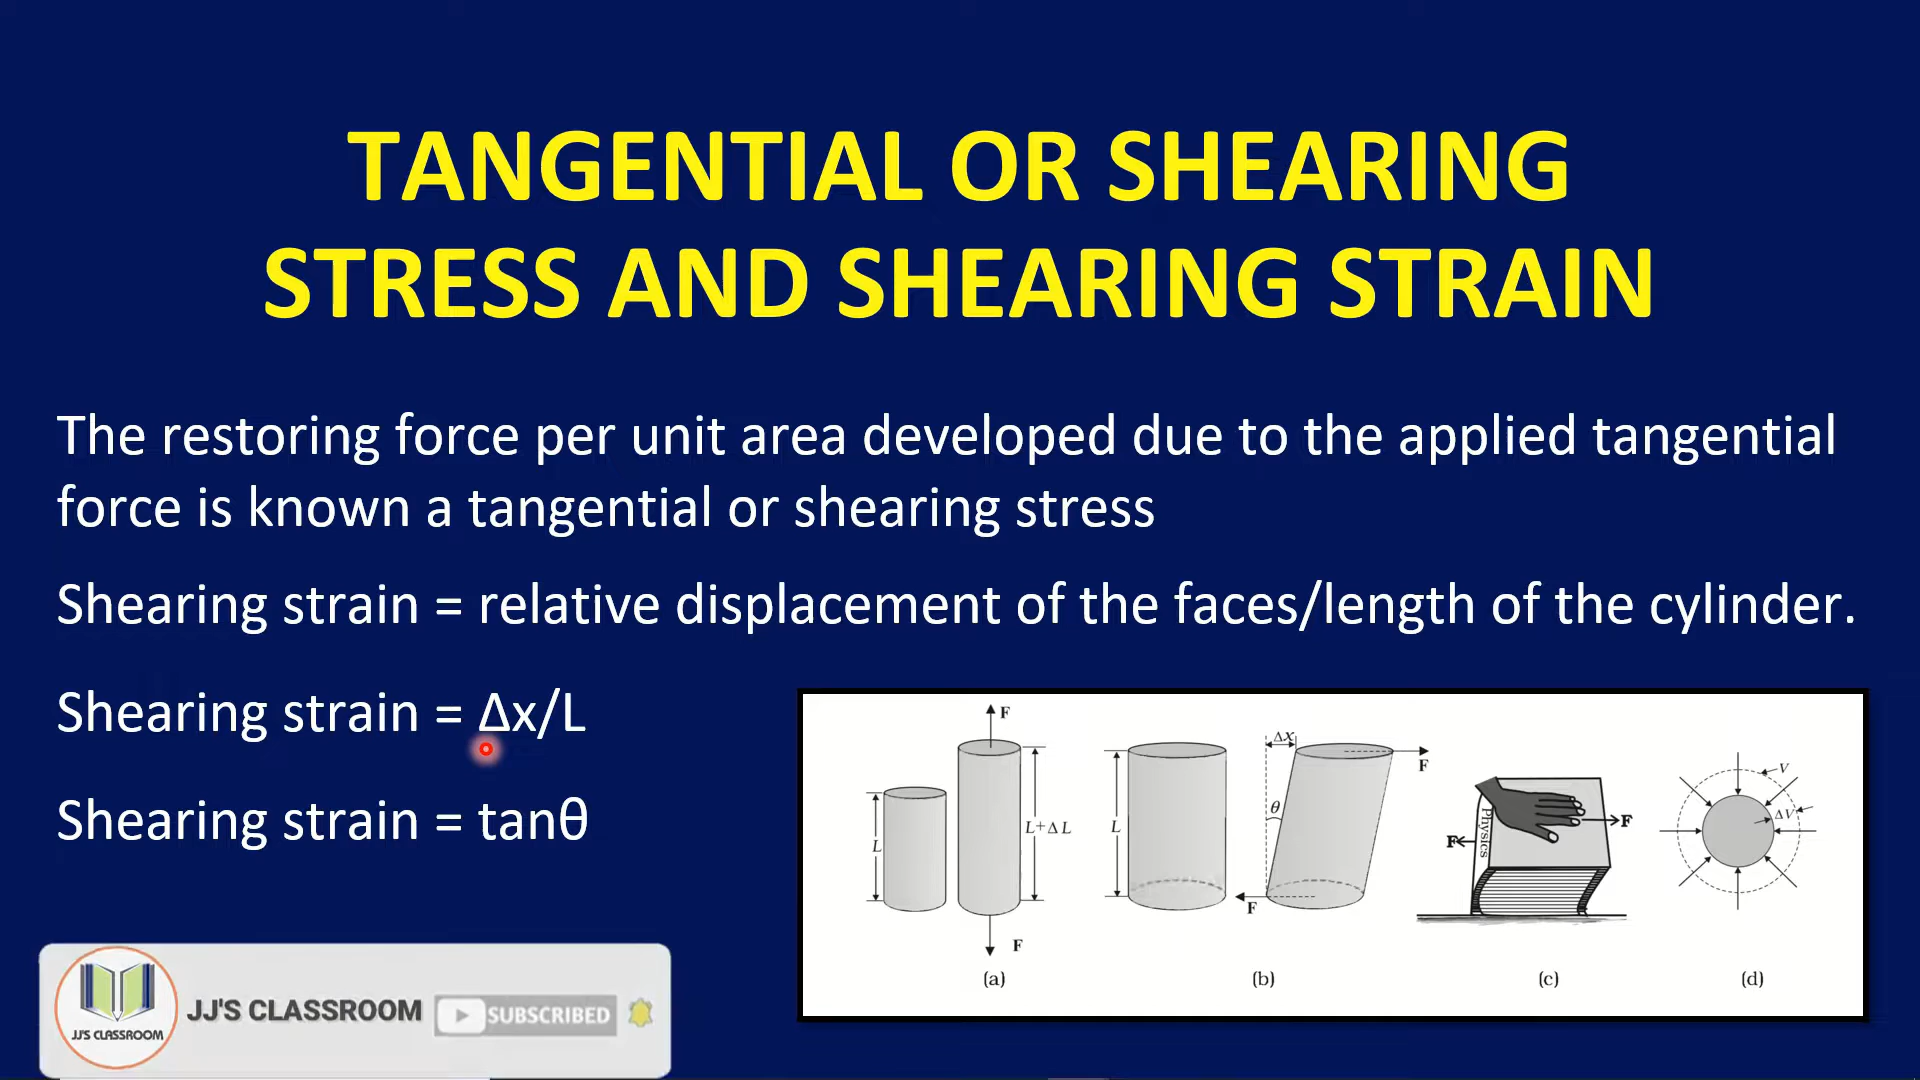 TANGENTIAL OR SHEARING
STRESS AND SHEARING STRAIN
The restoring force per unit area developed due to the applied tangential
force is known a tangential or shearing stress
Shearing strain = relative displacement of the faces/length of the cylinder.
Shearing strain = Δx/L
Shearing strain = tanθ
F
L
L+ΔL
F
(a)
L
Δx
θ
F
F
(b)
F
Physics
F
(c)
V
ΔV
(d)
JJ'S CLASSROOM
JJ'S CLASSROOM
SUBSCRIBED